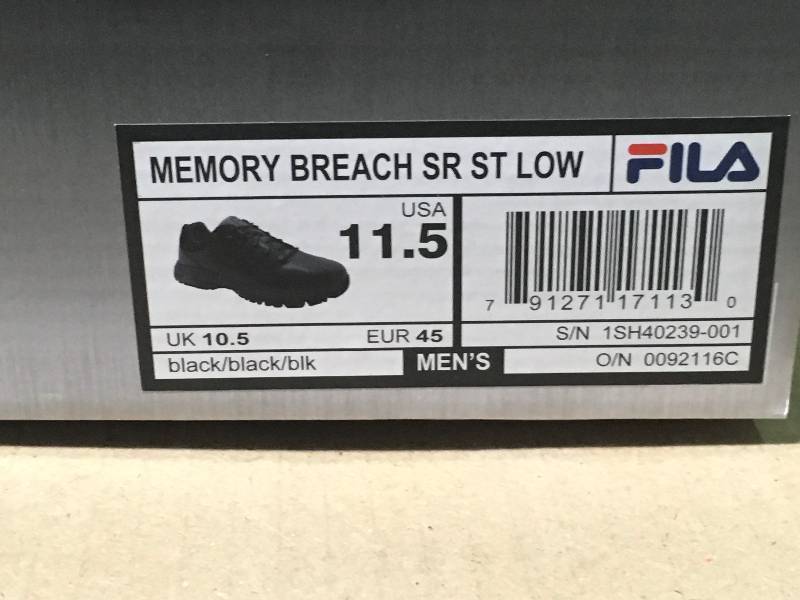 MEMORY BREACH SR ST LOW FILA
USA
11.5
7 91271 17113 0
UK 10.5 EUR 45 S/N 1SH40239-001
black/black/blk MEN'S O/N 0092116C